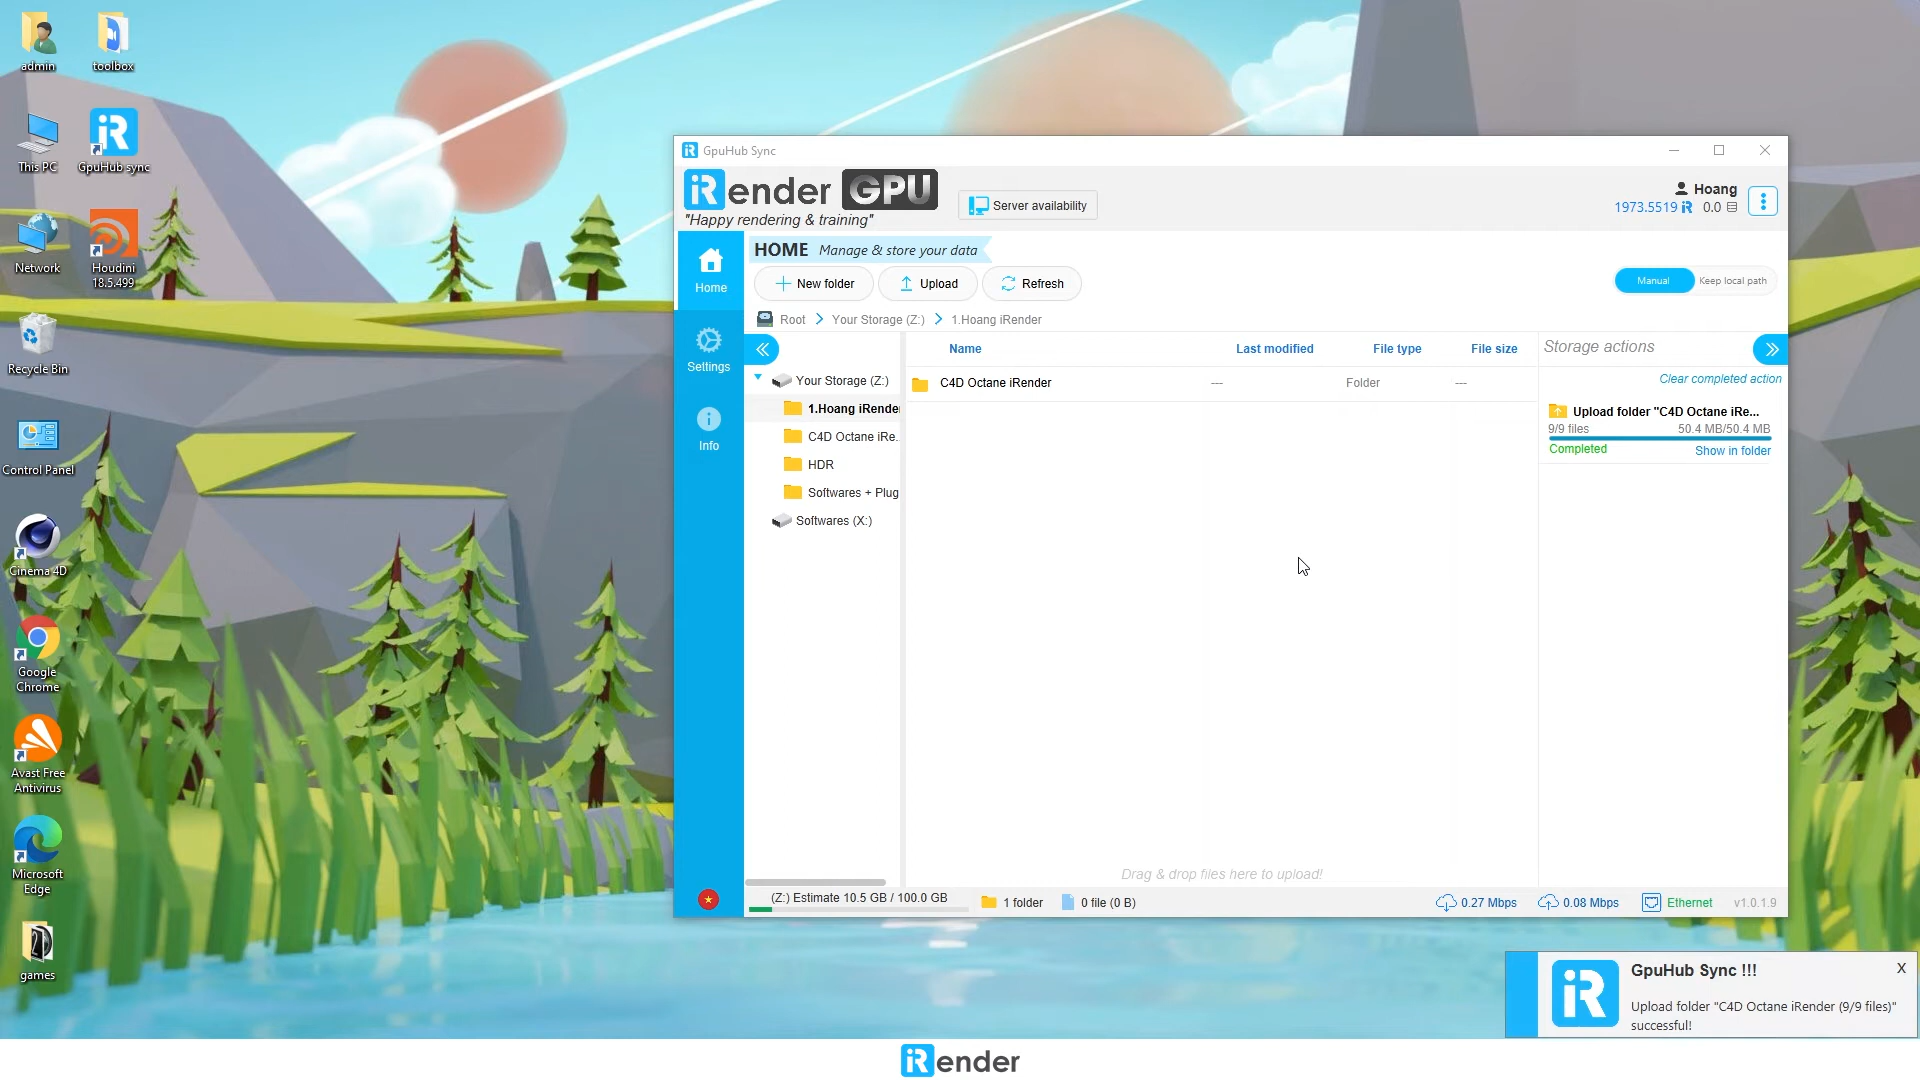 admin
toolbox
This PC
GpuHub sync
Network
Houdini
18.5.499
Recycle Bin
Control Panel
Cinema 4D
Google
Chrome
Avast Free
Antivirus
Microsoft
Edge
games
GpuHub Sync
iRender GPU
"Happy rendering & training"
Server availability
Hoang
1973.5519 0.0
Home
Settings
Info
HOME Manage & store your data
New folder
Upload
Refresh
Manual
Keep local path
Root > Your Storage (Z:) > 1.Hoang iRender
Your Storage (Z:)
1.Hoang iRende
C4D Octane iRe..
HDR
Softwares + Plug
Softwares (X:)
Name Last modified File type File size
C4D Octane iRender --- Folder ---
Drag & drop files here to upload!
Storage actions
Clear completed action
Upload folder "C4D Octane iRe...
9/9 files 50.4 MB/50.4 MB
Completed Show in folder
(Z:) Estimate 10.5 GB / 100.0 GB
1 folder
0 file (0 B)
0.27 Mbps
0.08 Mbps
Ethernet
v1.0.1.9
GpuHub Sync !!! X
iR
Upload folder "C4D Octane iRender (9/9 files)"
successful!
iRender